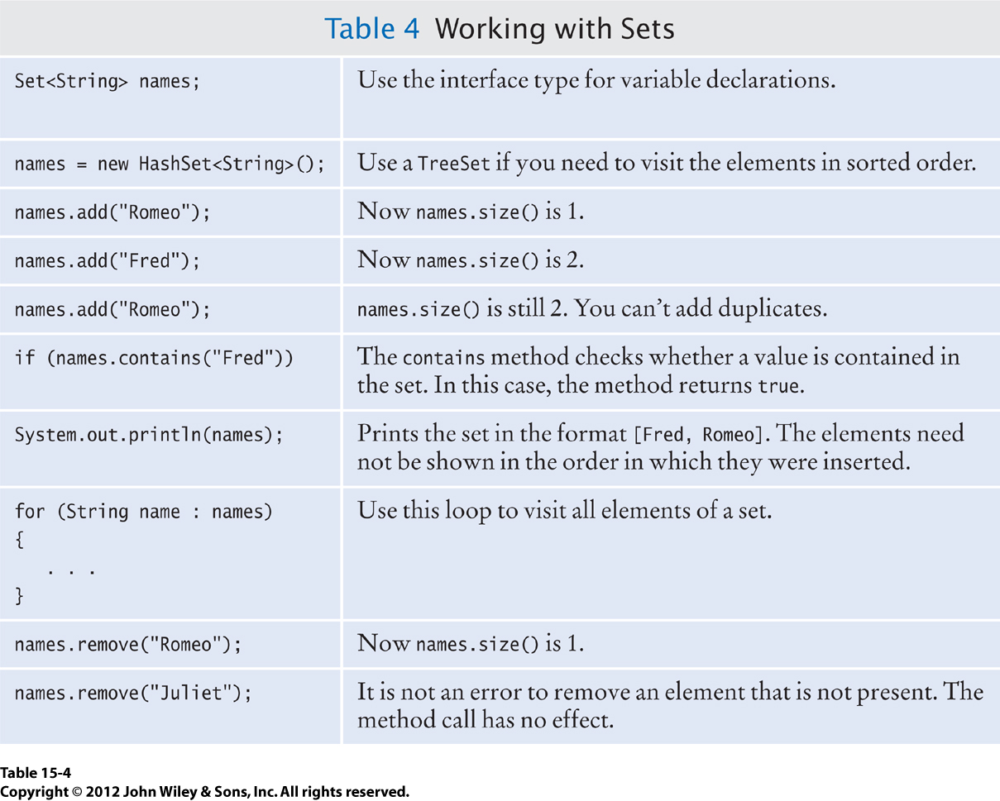 Table 4 Working with Sets
Set<String> names;
Use the interface type for variable declarations.
names = new HashSet<String>();
Use a TreeSet if you need to visit the elements in sorted order.
names.add("Romeo");
Now names.size() is 1.
names.add("Fred");
Now names.size() is 2.
names.add("Romeo");
names.size() is still 2. You can’t add duplicates.
if (names.contains("Fred"))
The contains method checks whether a value is contained in
the set. In this case, the method returns true.
System.out.println(names);
Prints the set in the format [Fred, Romeo]. The elements need
not be shown in the order in which they were inserted.
for (String name : names)
{
. . .
}
Use this loop to visit all elements of a set.
names.remove("Romeo");
Now names.size() is 1.
names.remove("Juliet");
It is not an error to remove an element that is not present. The
method call has no effect.
Table 15-4
Copyright © 2012 John Wiley & Sons, Inc. All rights reserved.